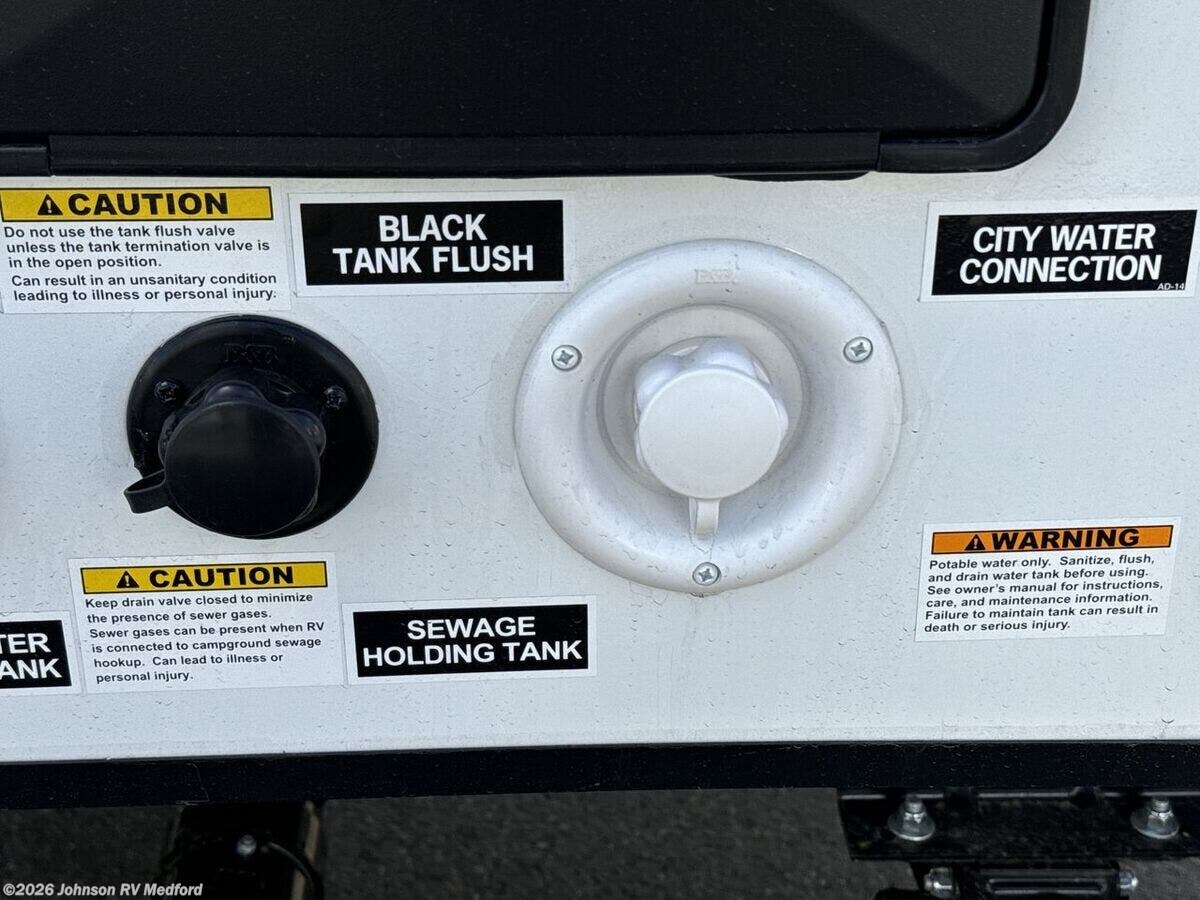 CAUTION
Do not use the tank flush valve
unless the tank termination valve is
in the open position.
Can result in an unsanitary condition
leading to illness or personal injury.
BLACK
TANK FLUSH
CITY WATER
CONNECTION
AD-14
CAUTION
Keep drain valve closed to minimize
the presence of sewer gases.
Sewer gases can be present when RV
is connected to campground sewage
hookup. Can lead to illness or
personal injury.
TER
ANK
SEWAGE
HOLDING TANK
WARNING
Potable water only. Sanitize, flush,
and drain water tank before using.
See owner's manual for instructions,
care, and maintenance information.
Failure to maintain tank can result in
death or serious injury.
©2026 Johnson RV Medford